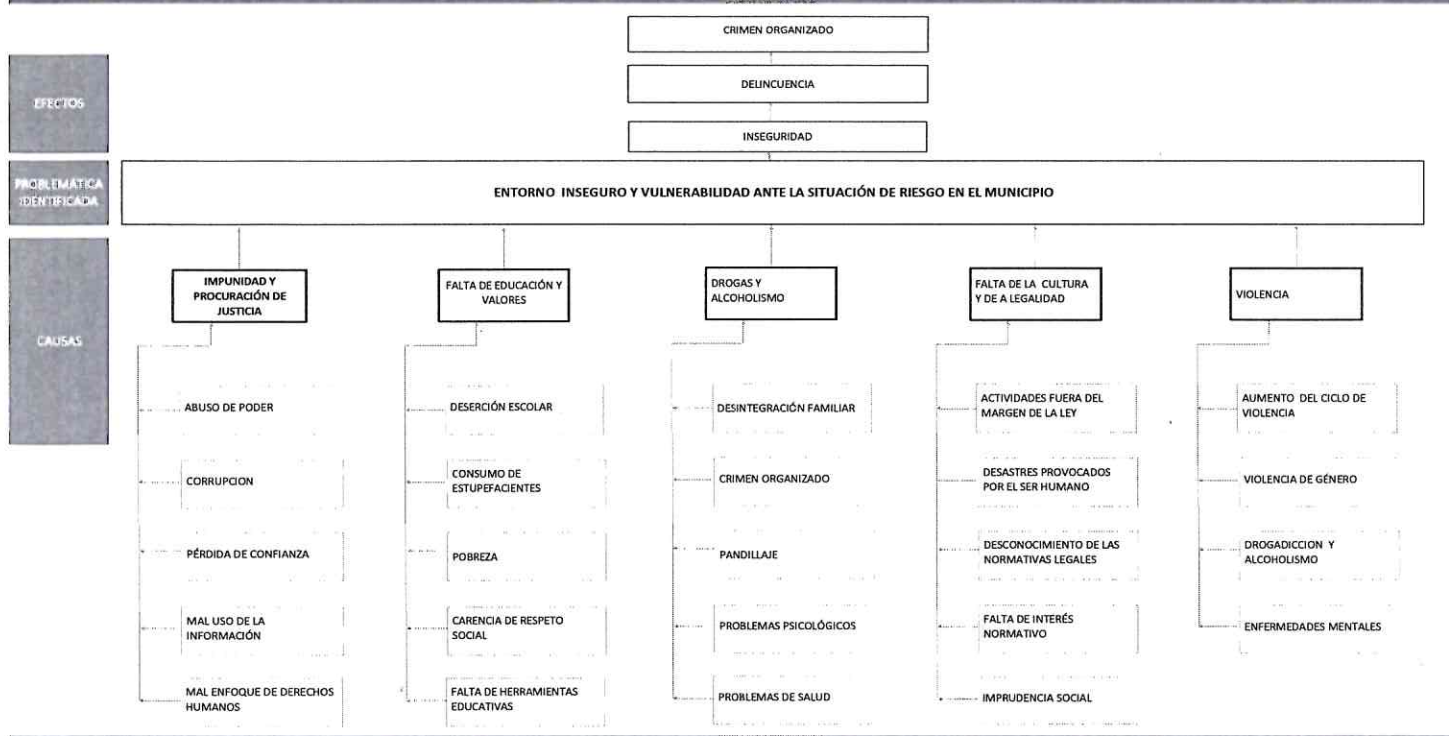 CRIMEN ORGANIZADO
EFECTOS
DELINCUENCIA
INSEGURIDAD
PROBLEMÁTICA
IDENTIFICADA
ENTORNO INSEGURO Y VULNERABILIDAD ANTE LA SITUACIÓN DE RIESGO EN EL MUNICIPIO
CAUSAS
IMPUNIDAD Y
PROCURACIÓN DE
JUSTICIA
ABUSO DE PODER
CORRUPCION
PÉRDIDA DE CONFIANZA
MAL USO DE LA
INFORMACIÓN
MAL ENFOQUE DE DERECHOS
HUMANOS
FALTA DE EDUCACIÓN Y
VALORES
DESERCIÓN ESCOLAR
CONSUMO DE
ESTUPEFACIENTES
POBREZA
CARENCIA DE RESPETO
SOCIAL
FALTA DE HERRAMIENTAS
EDUCATIVAS
DROGAS Y
ALCOHOLISMO
DESINTEGRACIÓN FAMILIAR
CRIMEN ORGANIZADO
PANDILLAJE
PROBLEMAS PSICOLÓGICOS
PROBLEMAS DE SALUD
FALTA DE LA CULTURA
Y DE A LEGALIDAD
ACTIVIDADES FUERA DEL
MARGEN DE LA LEY
DESASTRES PROVOCADOS
POR EL SER HUMANO
DESCONOCIMIENTO DE LAS
NORMATIVAS LEGALES
FALTA DE INTERÉS
NORMATIVO
IMPRUDENCIA SOCIAL
VIOLENCIA
AUMENTO DEL CICLO DE
VIOLENCIA
VIOLENCIA DE GÉNERO
DROGADICCION Y
ALCOHOLISMO
ENFERMEDADES MENTALES